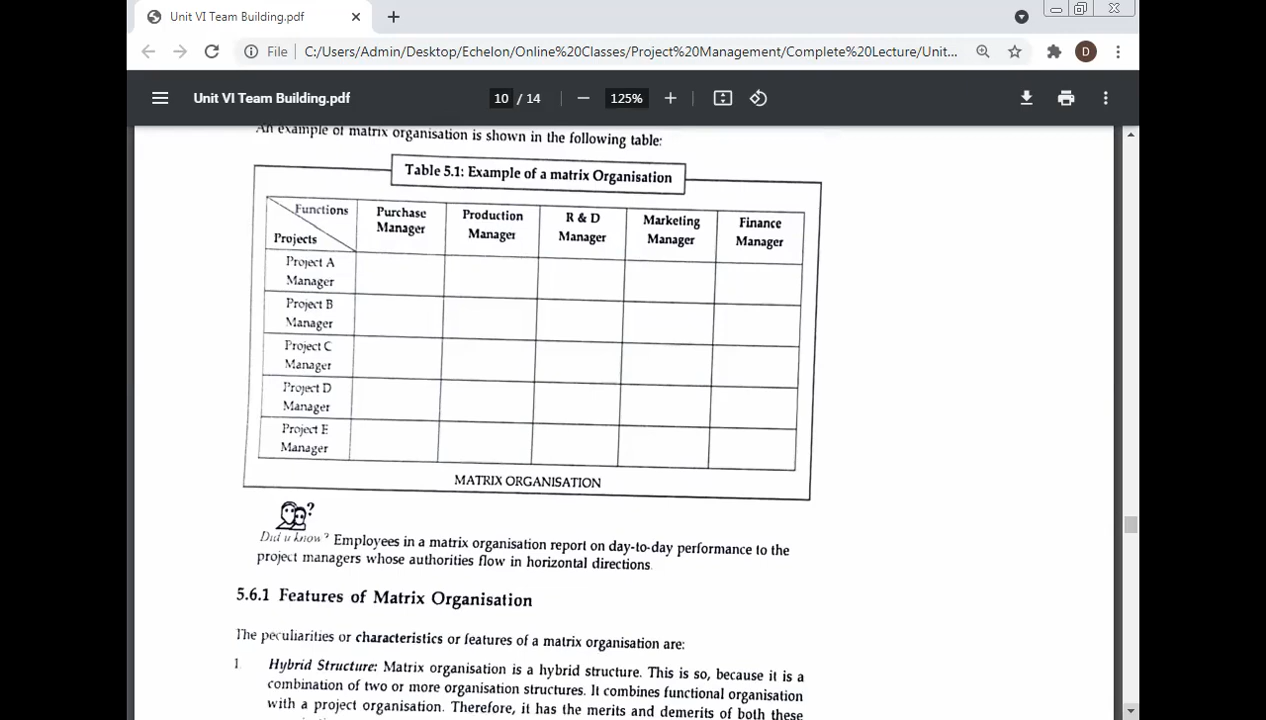 Unit VI Team Building.pdf
File C:/Users/Admin/Desktop/Echelon/Online%20Classes/Project%20Management/Complete%20Lecture/Unit...
D
Unit VI Team Building.pdf
10 / 14
125%
An example of matrix organisation is shown in the following table:
Table 5.1: Example of a matrix Organisation
Functions
Projects
Purchase Manager
Production Manager
R & D Manager
Marketing Manager
Finance Manager
Project A
Manager
Project B
Manager
Project C
Manager
Project D
Manager
Project E
Manager
MATRIX ORGANISATION
?
Did u know? Employees in a matrix organisation report on day-to-day performance to the
project managers whose authorities flow in horizontal directions.
5.6.1 Features of Matrix Organisation
The peculiarities or characteristics or features of a matrix organisation are:
1. Hybrid Structure: Matrix organisation is a hybrid structure. This is so, because it is a
combination of two or more organisation structures. It combines functional organisation
with a project organisation. Therefore, it has the merits and demerits of both these